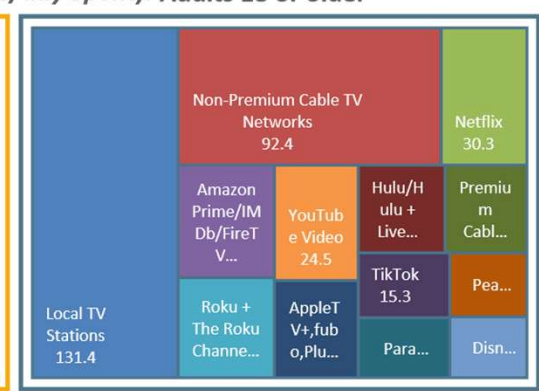 Adults 18 or Older
Local TV
Stations
131.4
Non-Premium Cable TV
Networks
92.4
Netflix
30.3
Amazon
Prime/IM
Db/FireT
V...
YouTub
e Video
24.5
Hulu/H
ulu +
Live...
Premiu
m
Cabl...
Roku +
The Roku
Channe...
AppleT
V+,fub
o,Plu...
TikTok
15.3
Pea...
Para...
Disn...